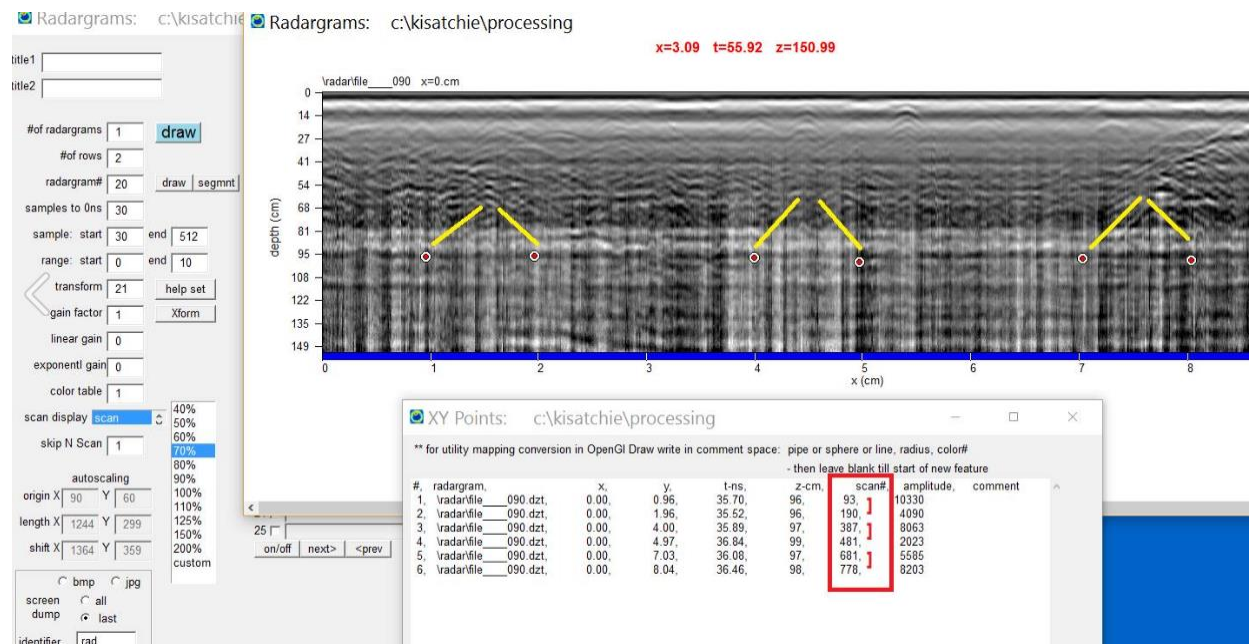 Radargrams: c:\kisatchie
Radargrams: c:\kisatchie\processing
title1
title2
#of radargrams 1 draw
#of rows 2
radargram# 20 draw segmnt
samples to 0ns 30
sample: start 30 end 512
range: start 0 end 10
transform 21 help set
gain factor 1 Xform
linear gain 0
exponentl gain 0
color table 1
scan display scan
skip N Scan 1
40%
50%
60%
70%
80%
90%
100%
110%
125%
150%
200%
custom
autoscaling
origin X 90 Y 60
length X 1244 Y 299
shift X 1364 Y 359
bmp jpg
screen dump all last
identifier rad
x=3.09 t=55.92 z=150.99
\radar\file____090 x=0.cm
depth (cm)
0
14
27
41
54
68
81
95
108
122
135
149
0 1 2 3 4 5 6 7 8
x (cm)
25
on/off next> <prev
XY Points: c:\kisatchie\processing
** for utility mapping conversion in OpenGl Draw write in comment space: pipe or sphere or line, radius, color#
- then leave blank till start of new feature
#, radargram, x, y, t-ns, z-cm, scan#, amplitude, comment
1, \radar\file____090.dzt, 0.00, 0.96, 35.70, 96, 93, 10330
2, \radar\file____090.dzt, 0.00, 1.96, 35.52, 96, 190, 4090
3, \radar\file____090.dzt, 0.00, 4.00, 35.89, 97, 387, 8063
4, \radar\file____090.dzt, 0.00, 4.97, 36.84, 99, 481, 2023
5, \radar\file____090.dzt, 0.00, 7.03, 36.08, 97, 681, 5585
6, \radar\file____090.dzt, 0.00, 8.04, 36.46, 98, 778, 8203